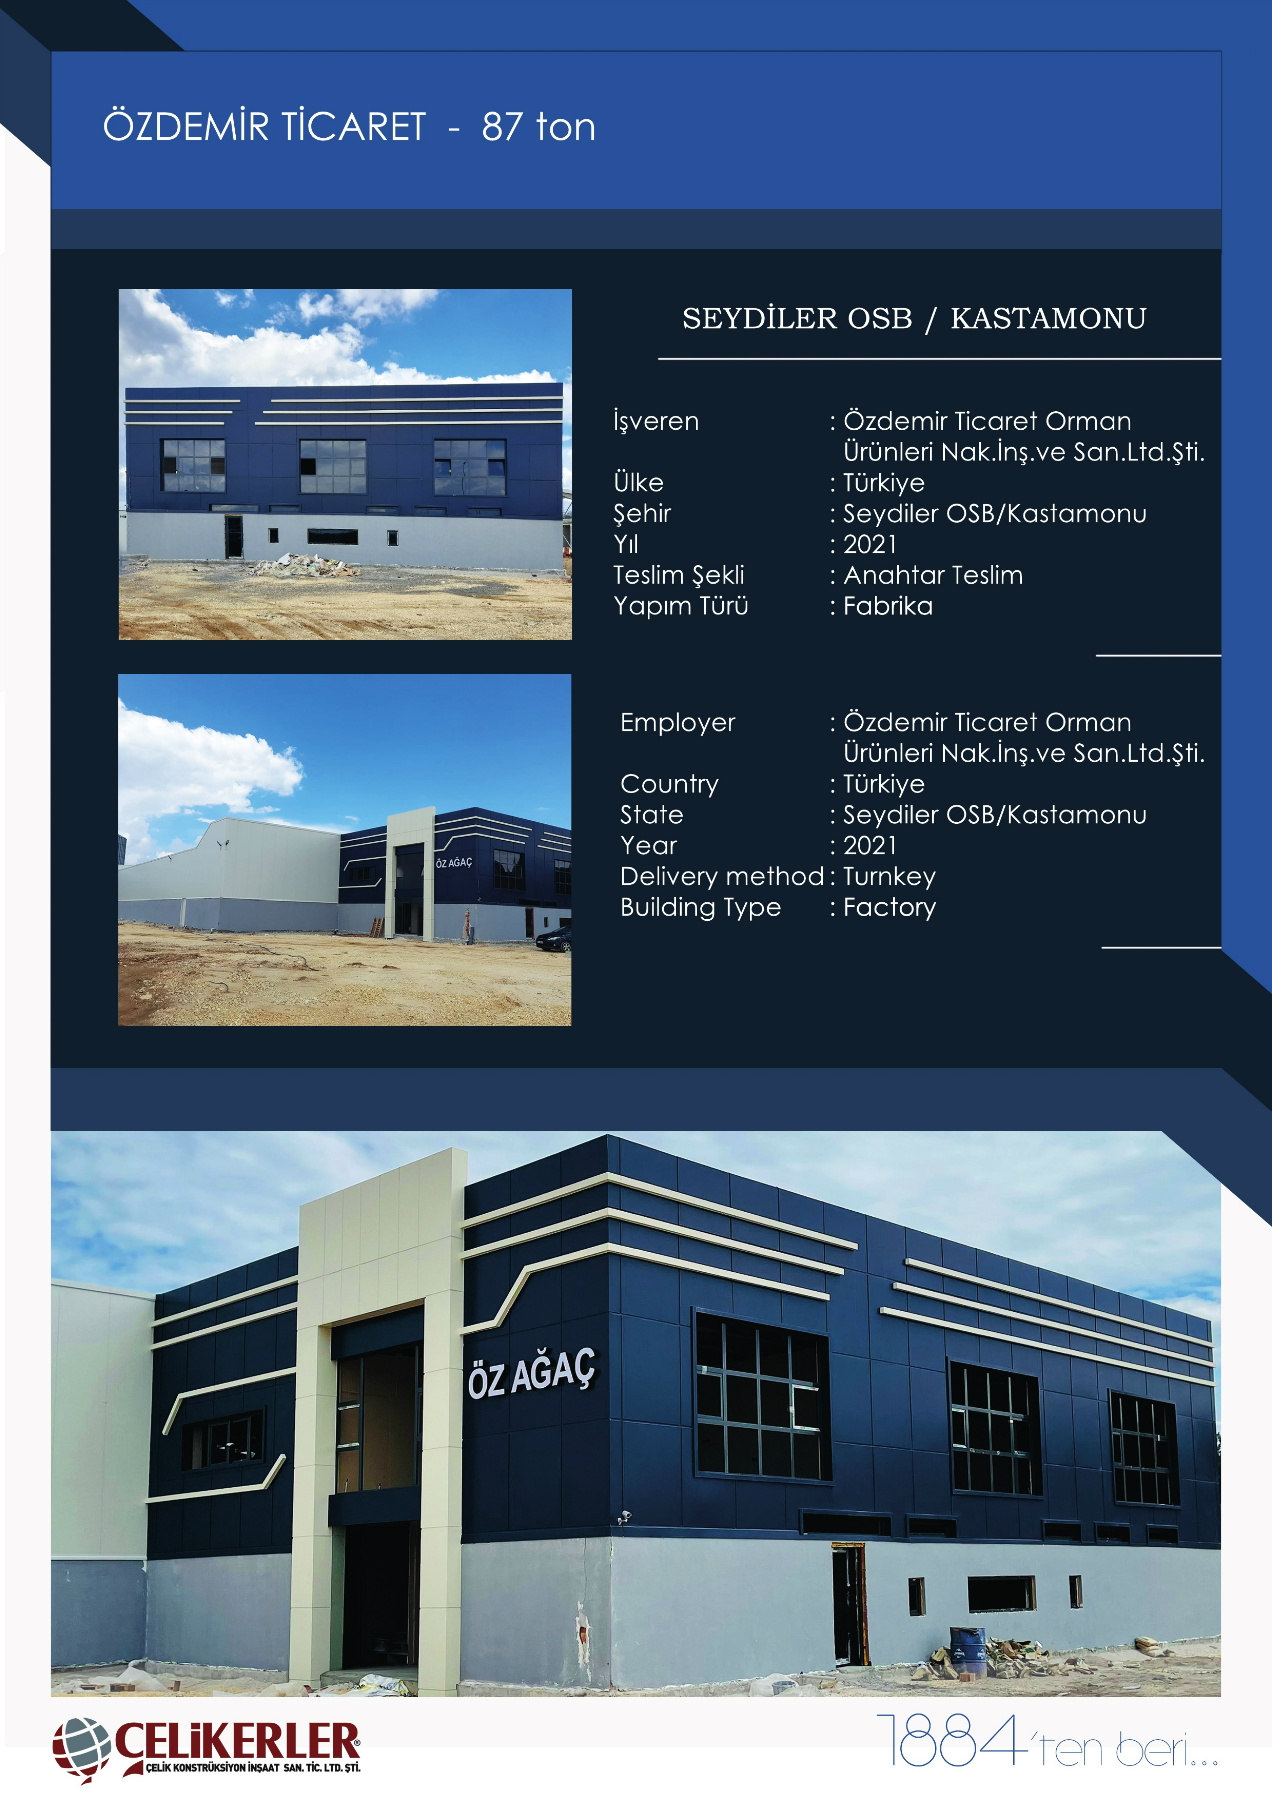 ÖZDEMİR TİCARET - 87 ton
SEYDİLER OSB / KASTAMONU
İşveren : Özdemir Ticaret Orman
Ürünleri Nak.İnş.ve San.Ltd.Şti.
Ülke : Türkiye
Şehir : Seydiler OSB/Kastamonu
Yıl : 2021
Teslim Şekli : Anahtar Teslim
Yapım Türü : Fabrika
Employer : Özdemir Ticaret Orman
Ürünleri Nak.İnş.ve San.Ltd.Şti.
Country : Türkiye
State : Seydiler OSB/Kastamonu
Year : 2021
Delivery method : Turnkey
Building Type : Factory
ÖZ AĞAÇ
ÖZ AĞAÇ
ÇELiKERLER®
ÇELİK KONSTRÜKSİYON İNŞAAT SAN. TİC. LTD. ŞTİ.
1884'ten beri...